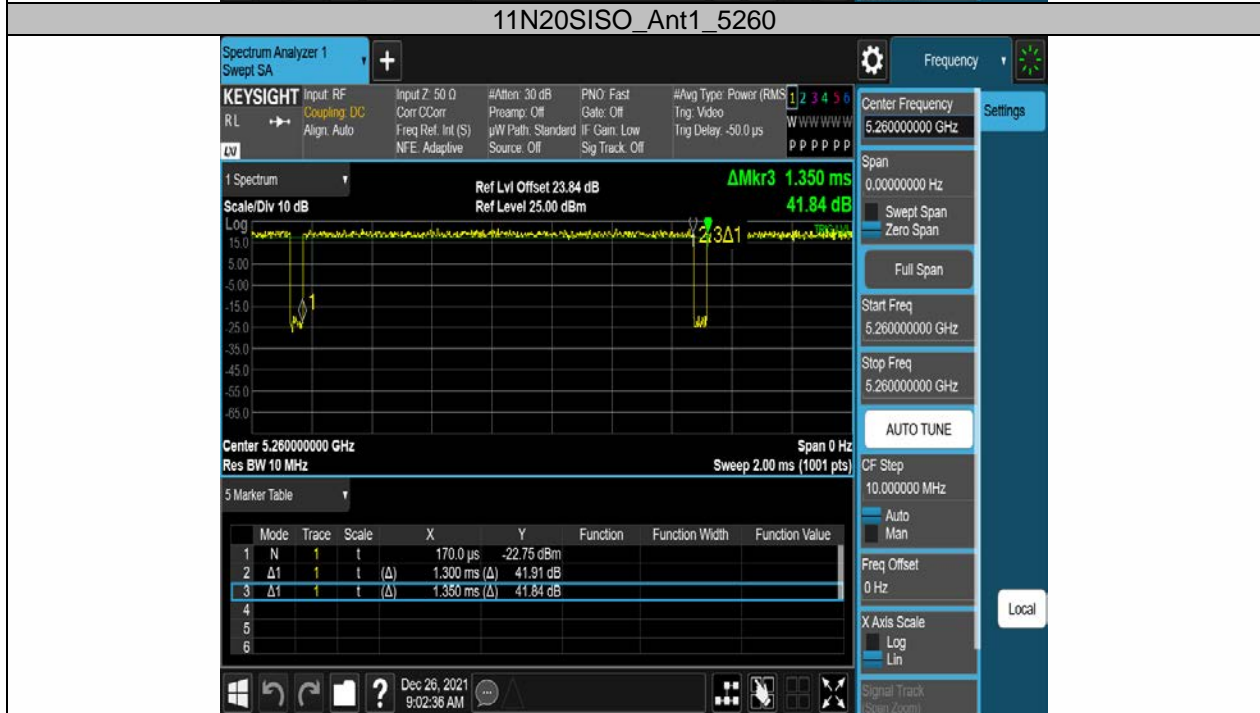 11N20SISO_Ant1_5260
Spectrum Analyzer 1
Swept SA
+
Frequency
KEYSIGHT
RL
LXI
Input: RF
Coupling: DC
Align: Auto
Input Z: 50 Ω
Corr CCorr
Freq Ref: Int (S)
NFE: Adaptive
#Atten: 30 dB
Preamp: Off
µW Path: Standard
Source: Off
PNO: Fast
Gate: Off
IF Gain: Low
Sig Track: Off
#Avg Type: Power (RMS
Trig: Video
Trig Delay: -50.0 µs
1 2 3 4 5 6
W W W W W W
P P P P P P
1 Spectrum
Scale/Div 10 dB
Ref Lvl Offset 23.84 dB
Ref Level 25.00 dBm
ΔMkr3 1.350 ms
41.84 dB
Log
15.0
5.00
-5.00
-15.0
-25.0
-35.0
-45.0
-55.0
-65.0
1
3Δ1
Center 5.260000000 GHz
Span 0 Hz
Res BW 10 MHz
Sweep 2.00 ms (1001 pts)
5 Marker Table
Mode Trace Scale X Y Function Function Width Function Value
1 N 1 t 170.0 µs -22.75 dBm
2 Δ1 1 t (Δ) 1.300 ms (Δ) 41.91 dB
3 Δ1 1 t (Δ) 1.350 ms (Δ) 41.84 dB
4
5
6
Dec 26, 2021
9:02:36 AM
?
Center Frequency
5.260000000 GHz
Settings
Span
0.00000000 Hz
Swept Span
Zero Span
Full Span
Start Freq
5.260000000 GHz
Stop Freq
5.260000000 GHz
AUTO TUNE
CF Step
10.000000 MHz
Auto
Man
Freq Offset
0 Hz
X Axis Scale
Log
Lin
Local
Signal Track
(Span Zoom)